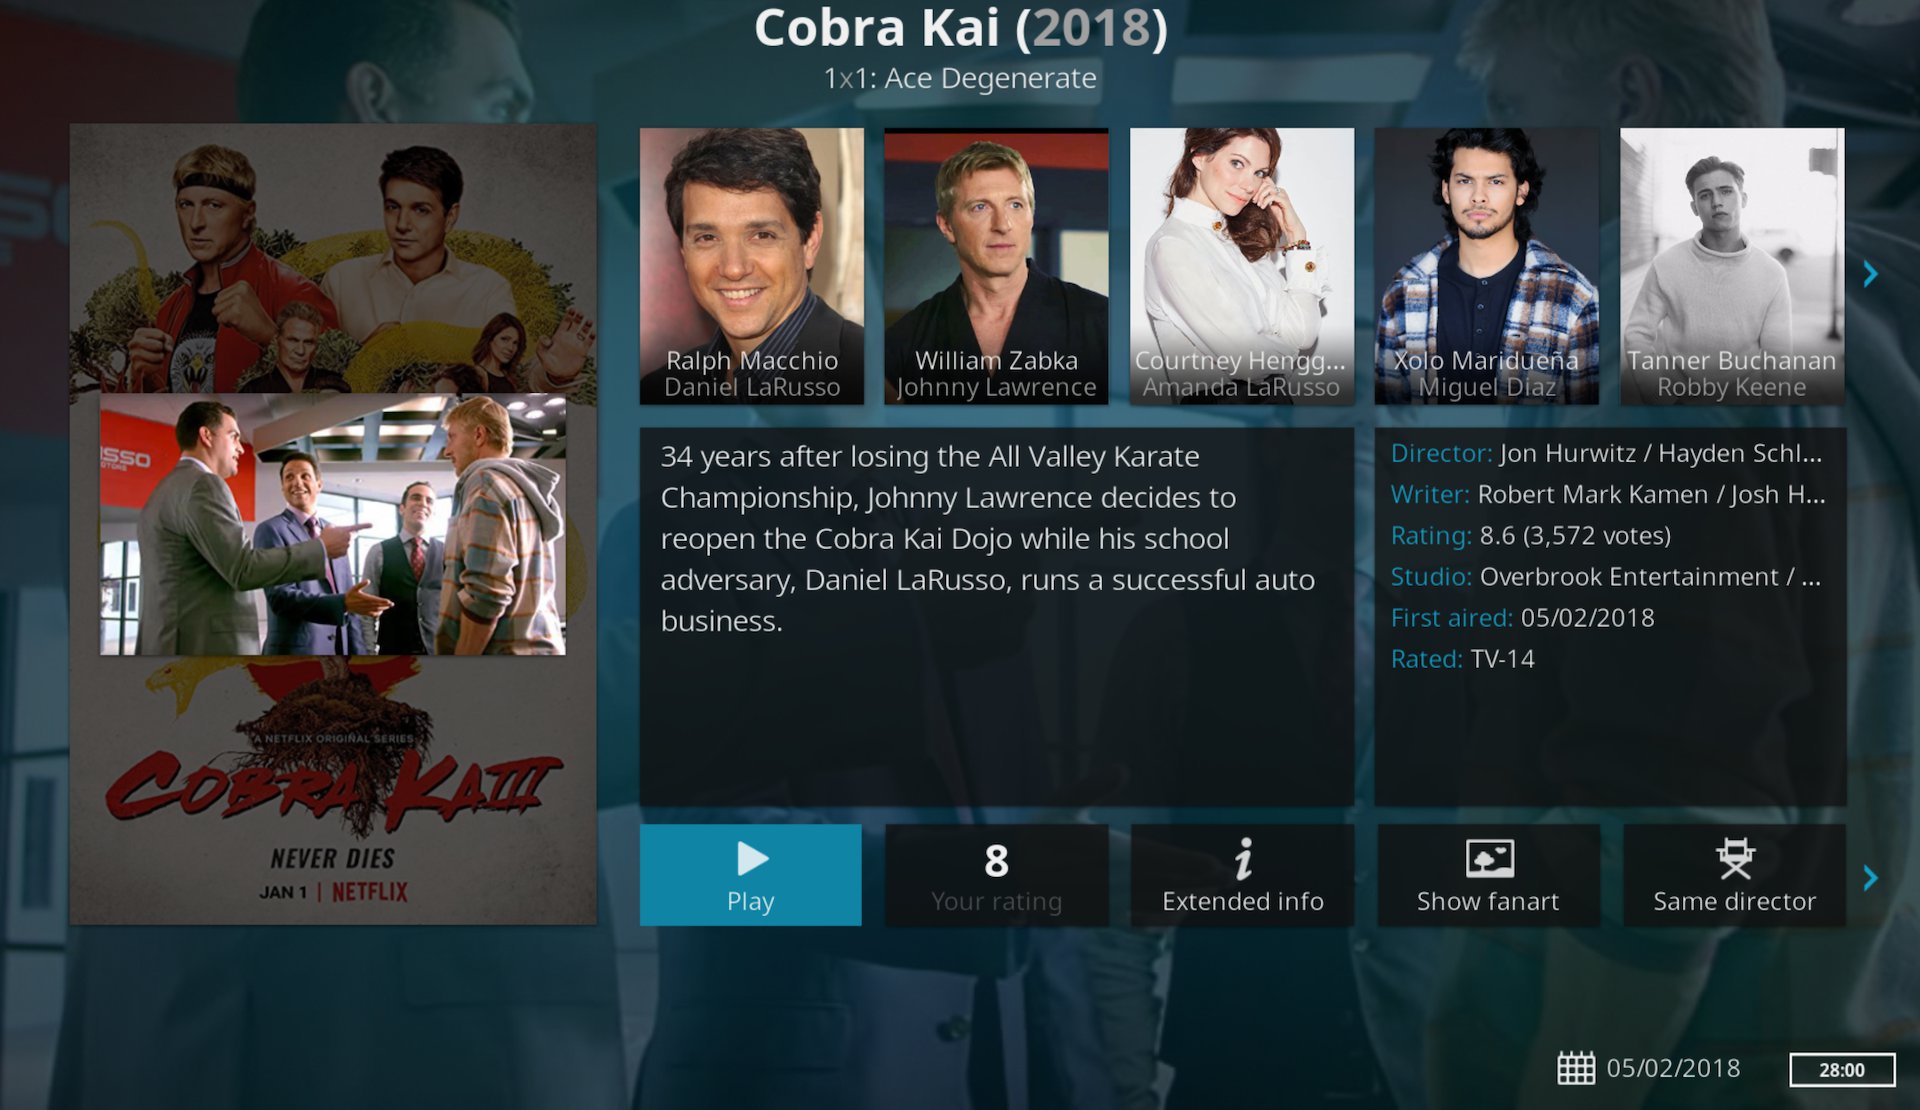 Cobra Kai (2018)
1x1: Ace Degenerate
Ralph Macchio
Daniel LaRusso
William Zabka
Johnny Lawrence
Courtney Hengg...
Amanda LaRusso
Xolo Maridueña
Miguel Diaz
Tanner Buchanan
Robby Keene
34 years after losing the All Valley Karate
Championship, Johnny Lawrence decides to
reopen the Cobra Kai Dojo while his school
adversary, Daniel LaRusso, runs a successful auto
business.
Director: Jon Hurwitz / Hayden Schl...
Writer: Robert Mark Kamen / Josh H...
Rating: 8.6 (3,572 votes)
Studio: Overbrook Entertainment / ...
First aired: 05/02/2018
Rated: TV-14
A NETFLIX ORIGINAL SERIES
COBRA KAIII
NEVER DIES
JAN 1 | NETFLIX
Play
8
Your rating
Extended info
Show fanart
Same director
05/02/2018
28:00